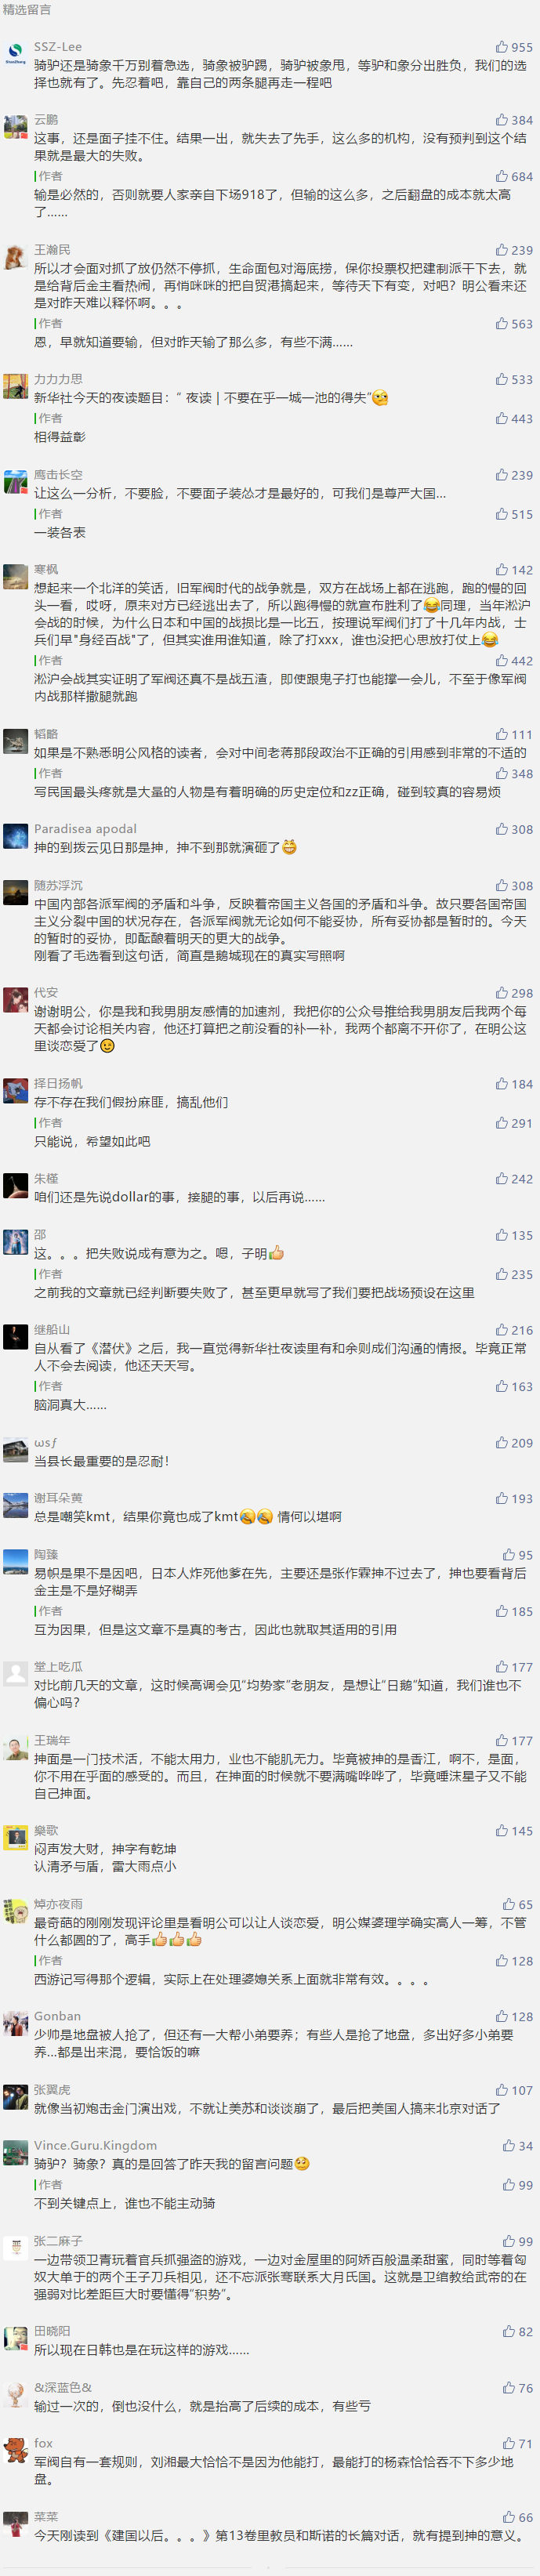 精选留言
SSZ-Lee 955
骑驴还是骑象千万别着急选，骑象被驴踢，骑驴被象甩，等驴和象分出胜负，我们的选
择也就有了。先忍着吧，靠自己的两条腿再走一程吧
云鹏 384
这事，还是面子挂不住。结果一出，就失去了先手，这么多的机构，没有预判到这个结
果就是最大的失败。
作者 684
输是必然的，否则就要人家亲自下场918了，但输的这么多，之后翻盘的成本就太高
了……
王瀚民 239
所以才会面对抓了放仍然不停抓，生命面包对海底捞，保你投票权把建制派干下去，就
是给背后金主看热闹，再悄咪咪的把自贸港搞起来，等待天下有变，对吧？明公看来还
是对昨天难以释怀啊。。。
作者 563
恩，早就知道要输，但对昨天输了那么多，有些不满……
力力力思 533
新华社今天的夜读题目：“ 夜读 | 不要在乎一城一池的得失”🧐
作者 443
相得益彰
鹰击长空 239
让这么一分析，不要脸，不要面子装怂才是最好的，可我们是尊严大国...
作者 515
一装各表
寒枫 142
想起来一个北洋的笑话，旧军阀时代的战争就是，双方在战场上都在逃跑，跑的慢的回
头一看，哎呀，原来对方已经逃出去了，所以跑得慢的就宣布胜利了😂同理，当年淞沪
会战的时候，为什么日本和中国的战损比是一比五，按理说军阀们打了十几年内战，士
兵们早"身经百战"了，但其实谁用谁知道，除了打xxx，谁也没把心思放打仗上😂
作者 442
淞沪会战其实证明了军阀还真不是战五渣，即使跟鬼子打也能撑一会儿，不至于像军阀
内战那样撒腿就跑
韬略 111
如果是不熟悉明公风格的读者，会对中间老蒋那段政治不正确的引用感到非常的不适的
作者 348
写民国最头疼就是大量的人物是有着明确的历史定位和zz正确，碰到较真的容易烦
Paradisea apodal 308
抻的到拨云见日那是抻，抻不到那就演砸了😁
随苏浮沉 308
中国内部各派军阀的矛盾和斗争，反映着帝国主义各国的矛盾和斗争。故只要各国帝国
主义分裂中国的状况存在，各派军阀就无论如何不能妥协，所有妥协都是暂时的。今天
的暂时的妥协，即酝酿着明天的更大的战争。
刚看了毛选看到这句话，简直是鹅城现在的真实写照啊
代安 298
谢谢明公，你是我和我男朋友感情的加速剂，我把你的公众号推给我男朋友后我两个每
天都会讨论相关内容，他还打算把之前没看的补一补，我两个都离不开你了，在明公这
里谈恋爱了😉
择日扬帆 184
存不存在我们假扮麻匪，搞乱他们
作者 291
只能说，希望如此吧
朱槿 242
咱们还是先说dollar的事，接腿的事，以后再说……
邵 135
这。。。把失败说成有意为之。嗯，子明👍
作者 235
之前我的文章就已经判断要失败了，甚至更早就写了我们要把战场预设在这里
继船山 216
自从看了《潜伏》之后，我一直觉得新华社夜读里有和余则成们沟通的情报。毕竟正常
人不会去阅读，他还天天写。
作者 163
脑洞真大……
ωsƒ 209
当县长最重要的是忍耐！
谢耳朵黄 193
总是嘲笑kmt，结果你竟也成了kmt🤣🤣 情何以堪啊
陶臻 95
易帜是果不是因吧，日本人炸死他爹在先，主要还是张作霖抻不过去了，抻也要看背后
金主是不是好糊弄
作者 185
互为因果，但是这文章不是真的考古，因此也就取其适用的引用
堂上吃瓜 177
对比前几天的文章，这时候高调会见“均势家”老朋友，是想让“日鹅”知道，我们谁也不
偏心吗？
王瑞年 177
抻面是一门技术活，不能太用力，业也不能肌无力。毕竟被抻的是香江，啊不，是面，
你不用在乎面的感受的。而且，在抻面的时候就不要满嘴哗哗了，毕竟唾沫星子又不能
自己抻面。
樂歌 145
闷声发大财，抻字有乾坤
认清矛与盾，雷大雨点小
焯亦夜雨 65
最奇葩的刚刚发现评论里是看明公可以让人谈恋爱，明公媒婆理学确实高人一筹，不管
什么都圆的了，高手👍👍👍
作者 128
西游记写得那个逻辑，实际上在处理婆媳关系上面就非常有效。。。。
Gonban 128
少帅是地盘被人抢了，但还有一大帮小弟要养；有些人是抢了地盘，多出好多小弟要
养...都是出来混，要恰饭的嘛
张翼虎 107
就像当初炮击金门演出戏，不就让美苏和谈谈崩了，最后把美国人搞来北京对话了
Vince.Guru.Kingdom 34
骑驴？骑象？真的是回答了昨天我的留言问题🤒
作者 99
不到关键点上，谁也不能主动骑
张二麻子 99
一边带领卫青玩着官兵抓强盗的游戏，一边对金屋里的阿娇百般温柔甜蜜，同时等着匈
奴大单于的两个王子刀兵相见，还不忘派张骞联系大月氏国。这就是卫绾教给武帝的在
强弱对比差距巨大时要懂得“积势”。
田晓阳 82
所以现在日韩也是在玩这样的游戏……
&深蓝色& 76
输过一次的，倒也没什么，就是抬高了后续的成本，有些亏
fox 71
军阀自有一套规则，刘湘最大恰恰不是因为他能打，最能打的杨森恰恰吞不下多少地
盘。
菜菜 66
今天刚读到《建国以后。。。》第13卷里教员和斯诺的长篇对话，就有提到抻的意义。